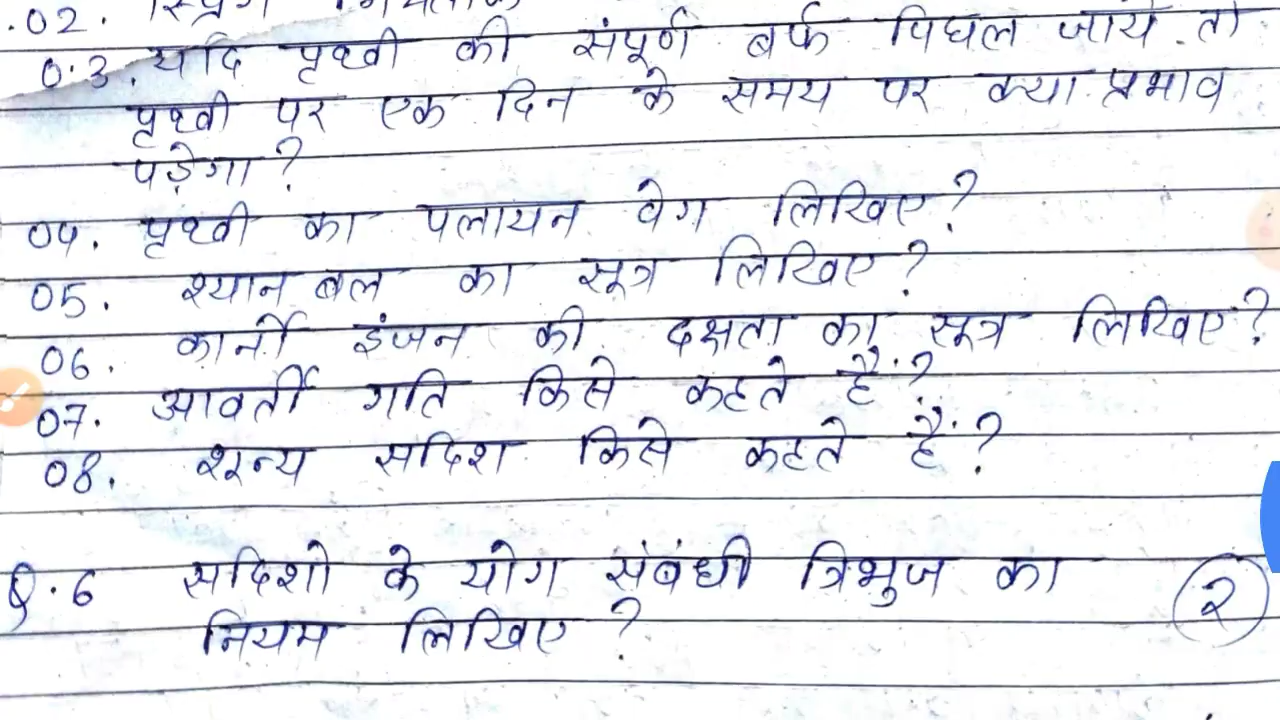 .02. स्प्रिंग
0.3. यदि पृथ्वी की संपूर्ण बर्फ पिघल जाये तो
पृथ्वी पर एक दिन के समय पर क्या प्रभाव
पड़ेगा?
04. पृथ्वी का पलायन वेग लिखिए?
05. श्यान बल का सूत्र लिखिए?
06. कार्नो इंजन की दक्षता का सूत्र लिखिए?
07. आवर्ती गति किसे कहते हैं?
08. शून्य सदिश किसे कहते हैं?
Q.6 सदिशो के योग संबंधी त्रिभुज का (2)
नियम लिखिए?